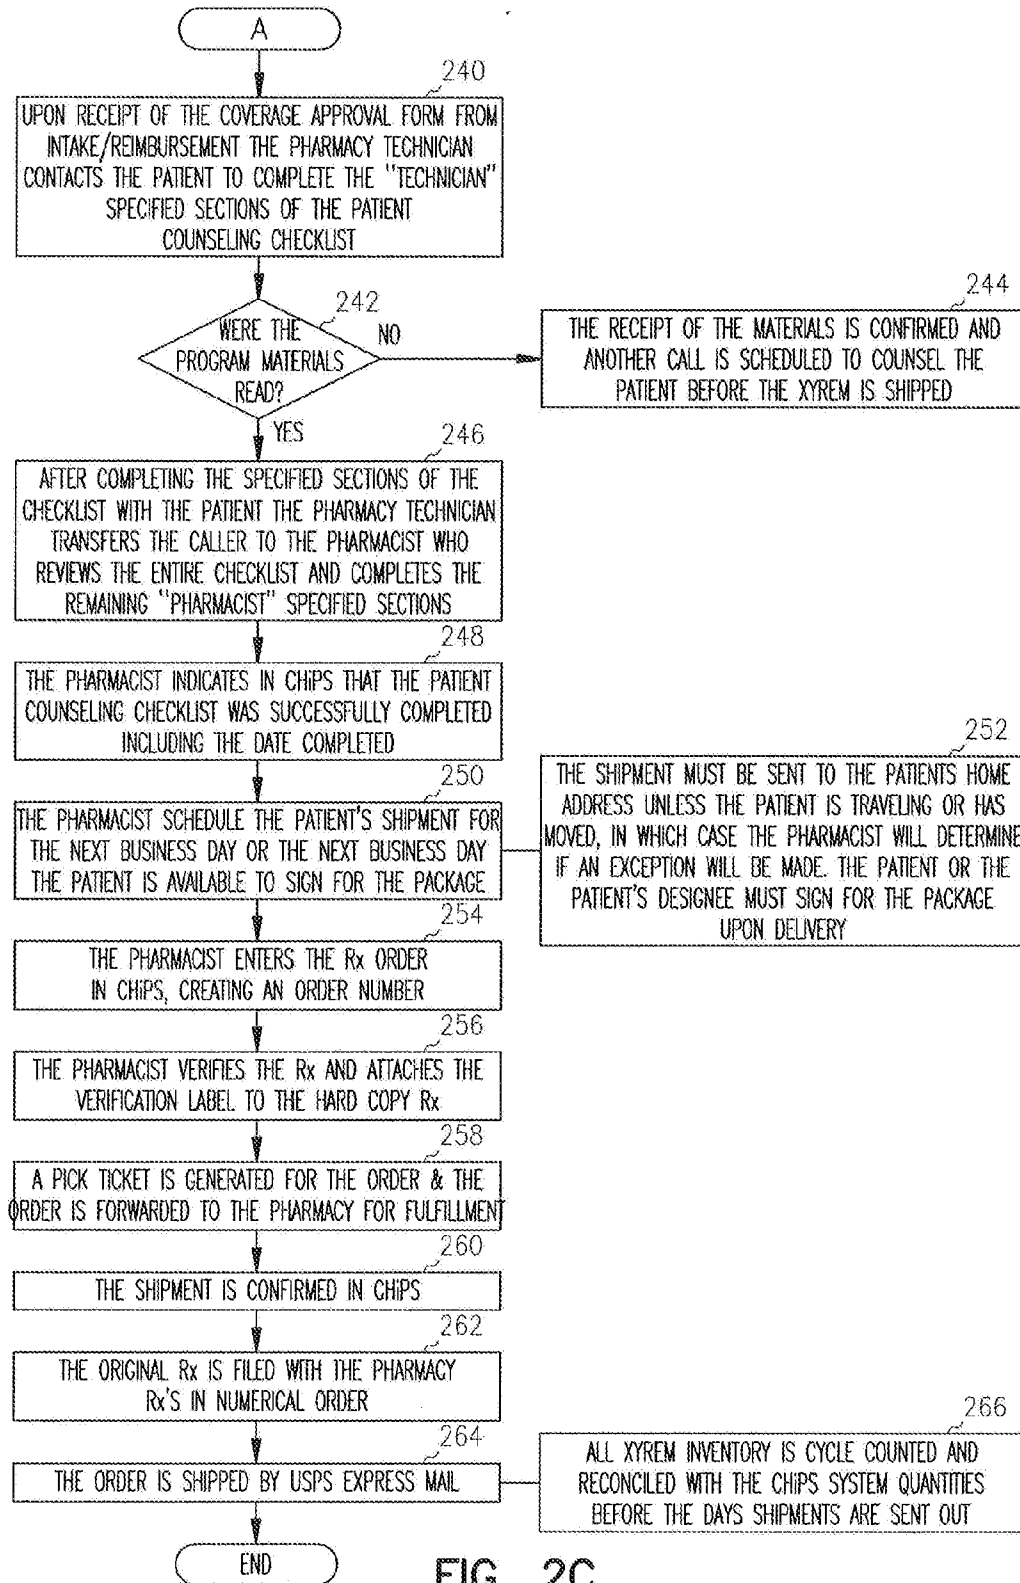 A
240
UPON RECEIPT OF THE COVERAGE APPROVAL FORM FROM
INTAKE/REIMBURSEMENT THE PHARMACY TECHNICIAN
CONTACTS THE PATIENT TO COMPLETE THE "TECHNICIAN"
SPECIFIED SECTIONS OF THE PATIENT
COUNSELING CHECKLIST
242
WERE THE
PROGRAM MATERIALS
READ?
NO
YES
244
THE RECEIPT OF THE MATERIALS IS CONFIRMED AND
ANOTHER CALL IS SCHEDULED TO COUNSEL THE
PATIENT BEFORE THE XYREM IS SHIPPED
246
AFTER COMPLETING THE SPECIFIED SECTIONS OF THE
CHECKLIST WITH THE PATIENT THE PHARMACY TECHNICIAN
TRANSFERS THE CALLER TO THE PHARMACIST WHO
REVIEWS THE ENTIRE CHECKLIST AND COMPLETES THE
REMAINING "PHARMACIST" SPECIFIED SECTIONS
248
THE PHARMACIST INDICATES IN CHiPS THAT THE PATIENT
COUNSELING CHECKLIST WAS SUCCESSFULLY COMPLETED
INCLUDING THE DATE COMPLETED
250
THE PHARMACIST SCHEDULE THE PATIENT'S SHIPMENT FOR
THE NEXT BUSINESS DAY OR THE NEXT BUSINESS DAY
THE PATIENT IS AVAILABLE TO SIGN FOR THE PACKAGE
252
THE SHIPMENT MUST BE SENT TO THE PATIENTS HOME
ADDRESS UNLESS THE PATIENT IS TRAVELING OR HAS
MOVED, IN WHICH CASE THE PHARMACIST WILL DETERMINE
IF AN EXCEPTION WILL BE MADE. THE PATIENT OR THE
PATIENT'S DESIGNEE MUST SIGN FOR THE PACKAGE
UPON DELIVERY
254
THE PHARMACIST ENTERS THE Rx ORDER
IN CHiPS, CREATING AN ORDER NUMBER
256
THE PHARMACIST VERIFIES THE Rx AND ATTACHES THE
VERIFICATION LABEL TO THE HARD COPY Rx
258
A PICK TICKET IS GENERATED FOR THE ORDER & THE
ORDER IS FORWARDED TO THE PHARMACY FOR FULFILLMENT
260
THE SHIPMENT IS CONFIRMED IN CHiPS
262
THE ORIGINAL Rx IS FILED WITH THE PHARMACY
Rx'S IN NUMERICAL ORDER
264
THE ORDER IS SHIPPED BY USPS EXPRESS MAIL
266
ALL XYREM INVENTORY IS CYCLE COUNTED AND
RECONCILED WITH THE CHiPS SYSTEM QUANTITIES
BEFORE THE DAYS SHIPMENTS ARE SENT OUT
END
FIG. 2C